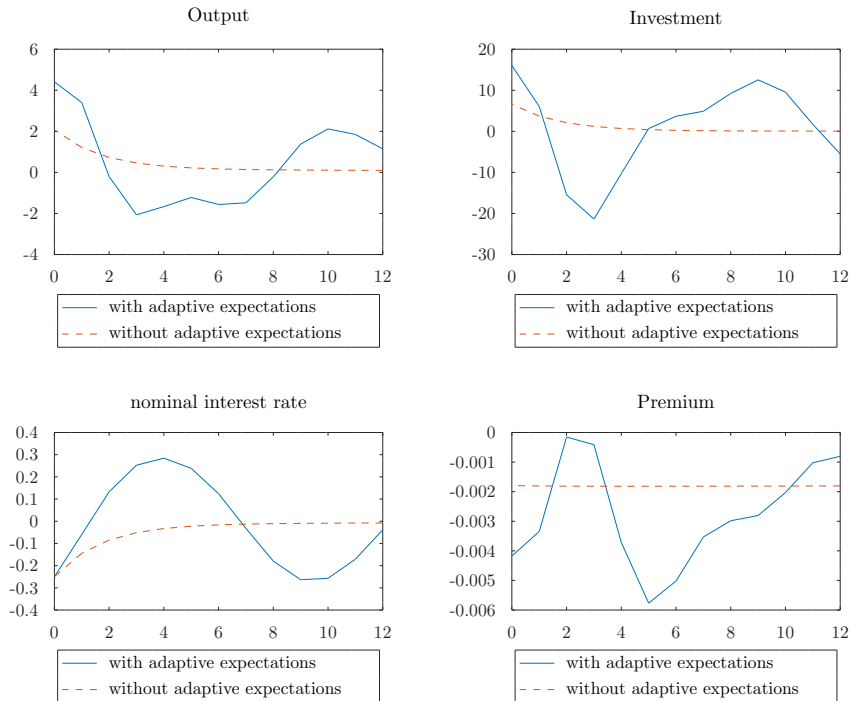 Output
6
4
2
0
-2
-4
0 2 4 6 8 10 12
with adaptive expectations
without adaptive expectations
Investment
20
10
0
-10
-20
-30
0 2 4 6 8 10 12
with adaptive expectations
without adaptive expectations
nominal interest rate
0.4
0.3
0.2
0.1
0
-0.1
-0.2
-0.3
-0.4
0 2 4 6 8 10 12
with adaptive expectations
without adaptive expectations
Premium
0
-0.001
-0.002
-0.003
-0.004
-0.005
-0.006
0 2 4 6 8 10 12
with adaptive expectations
without adaptive expectations